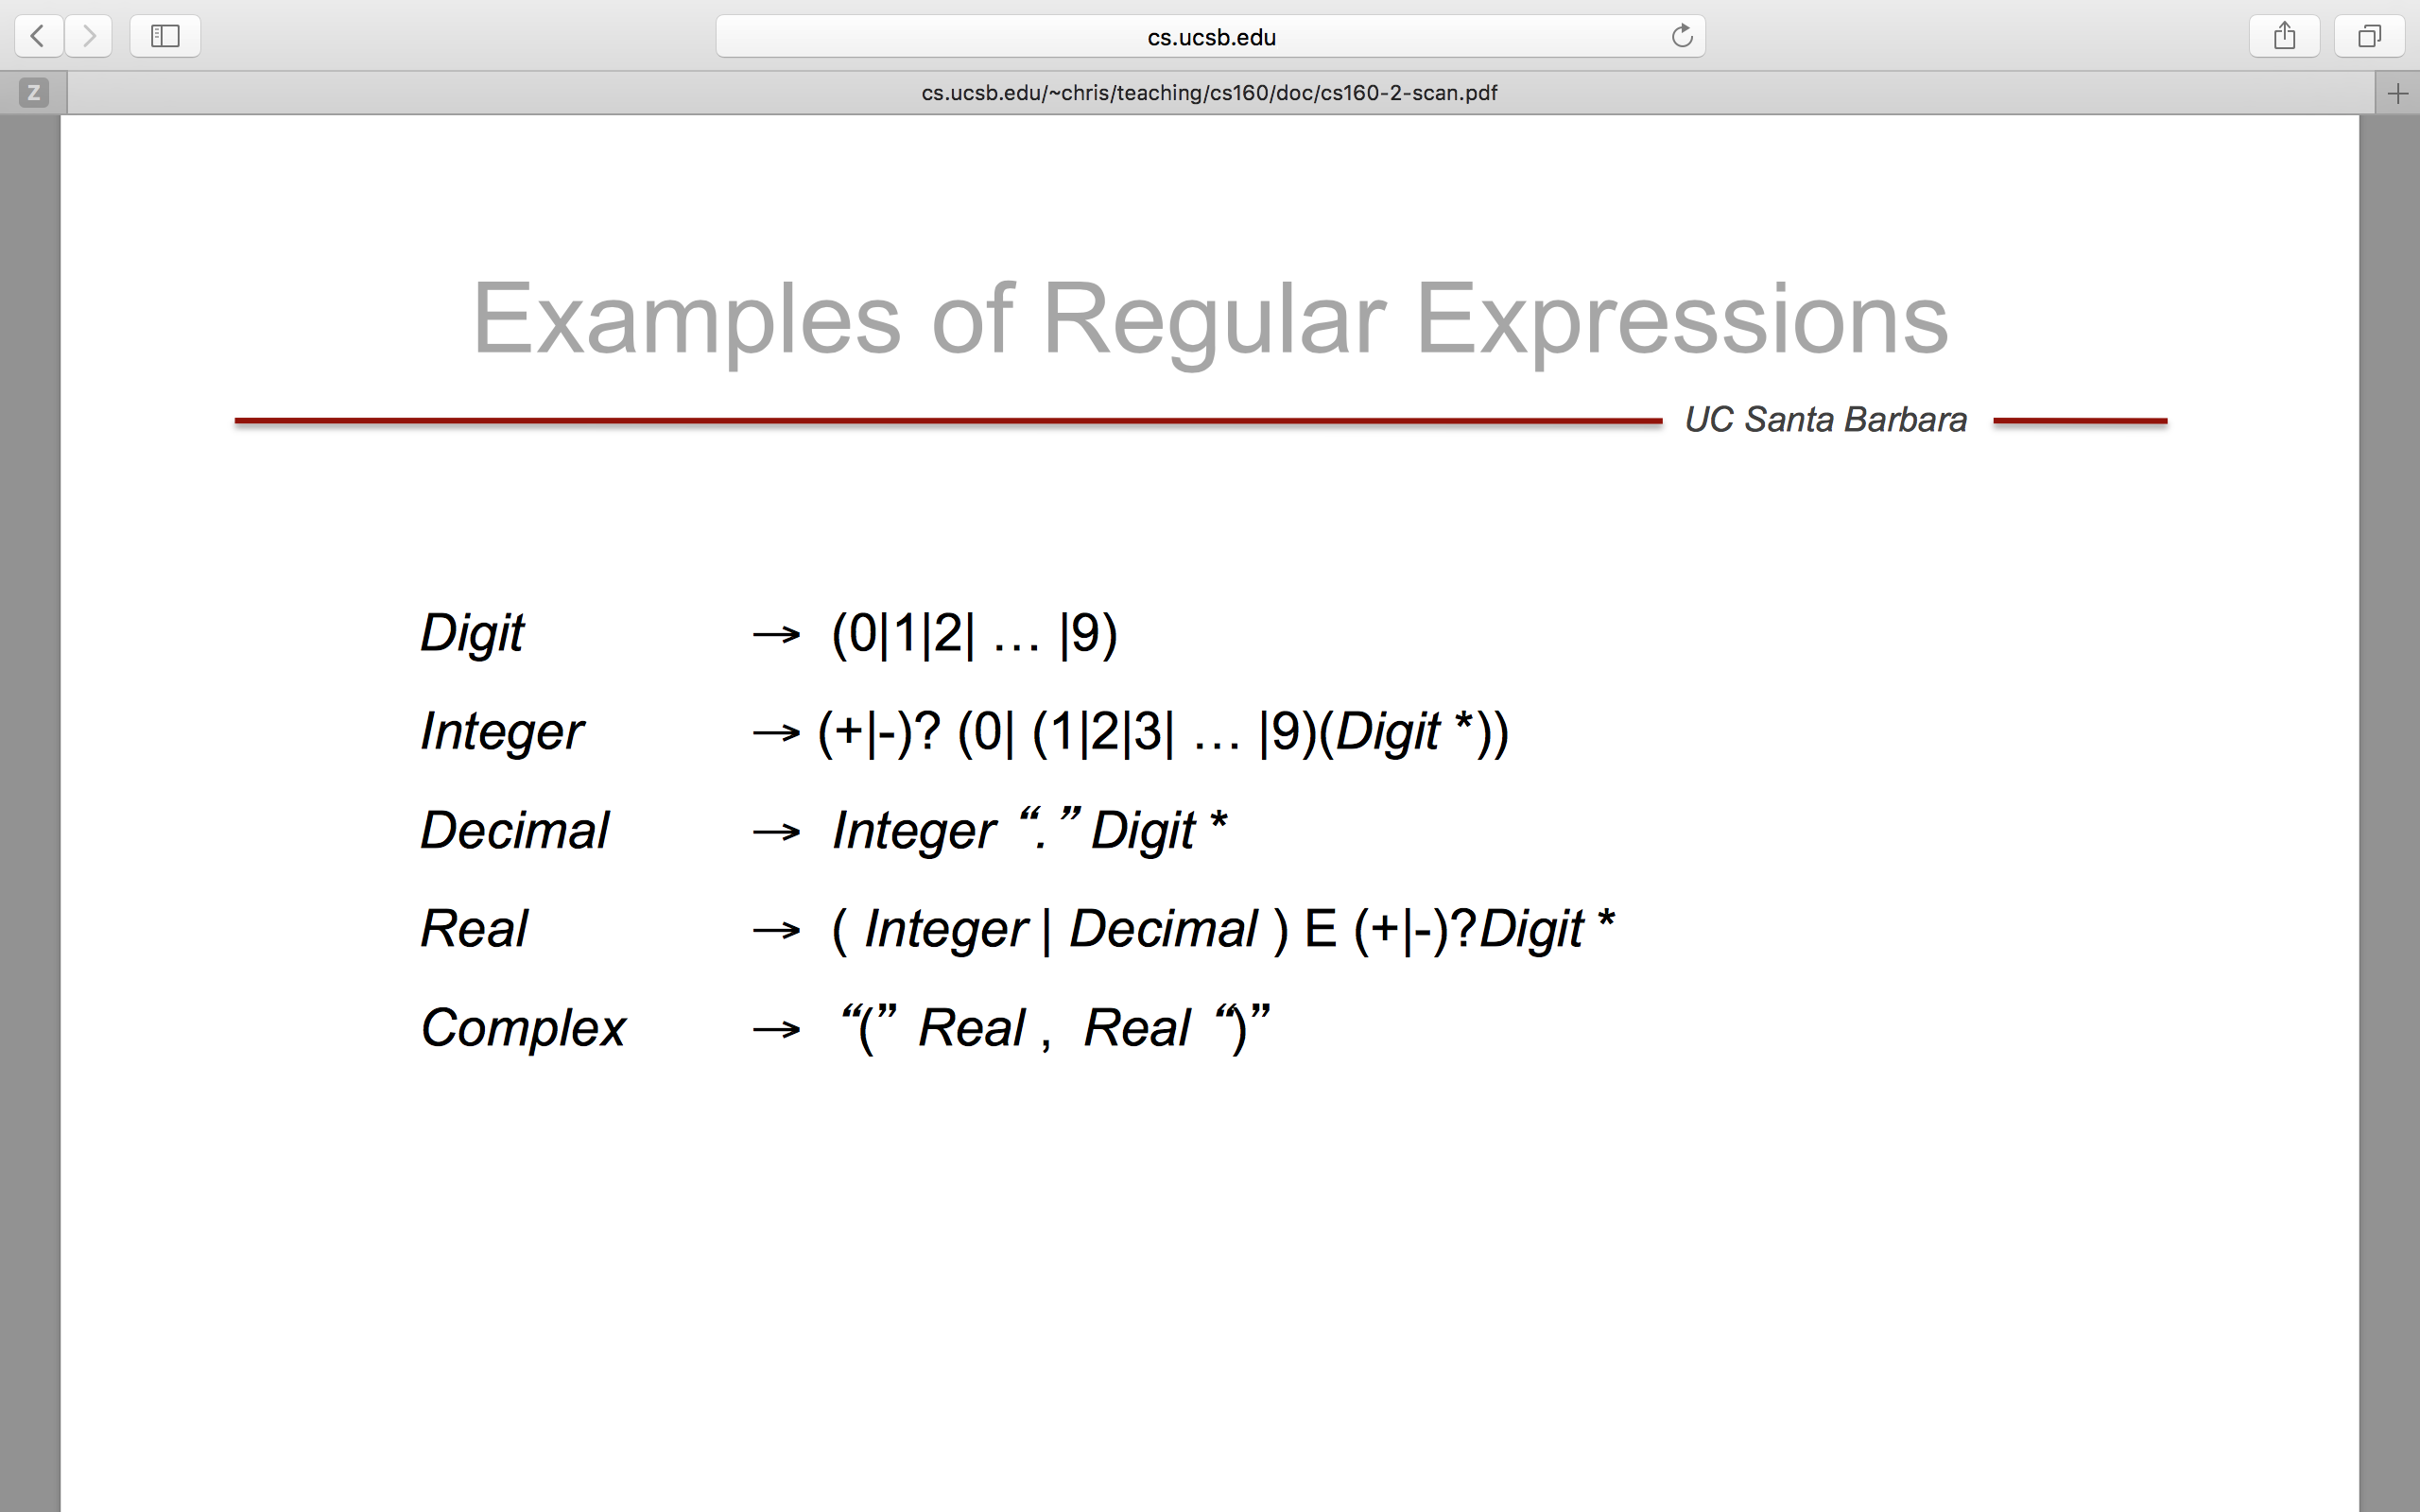 cs.ucsb.edu
Z
cs.ucsb.edu/~chris/teaching/cs160/doc/cs160-2-scan.pdf
Examples of Regular Expressions
UC Santa Barbara
Digit → (0|1|2| … |9)
Integer → (+|-)? (0| (1|2|3| … |9)(Digit *))
Decimal → Integer “.” Digit *
Real → ( Integer | Decimal ) E (+|-)?Digit *
Complex → “(” Real , Real “)”